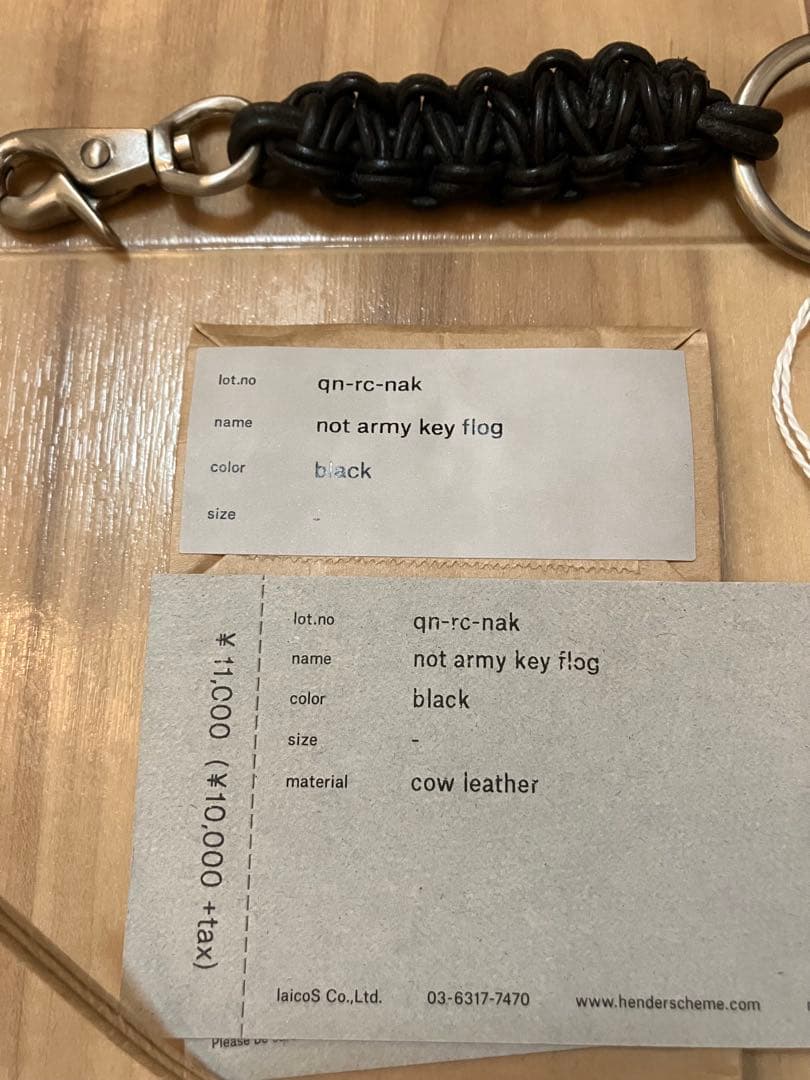 lot.no qn-rc-nak
name not army key flog
color black
size -
lot.no qn-rc-nak
name not army key flog
color black
size -
material cow leather
¥11,000 (¥10,000 +tax)
laicoS Co.,Ltd. 03-6317-7470 www.henderscheme.com
Please be